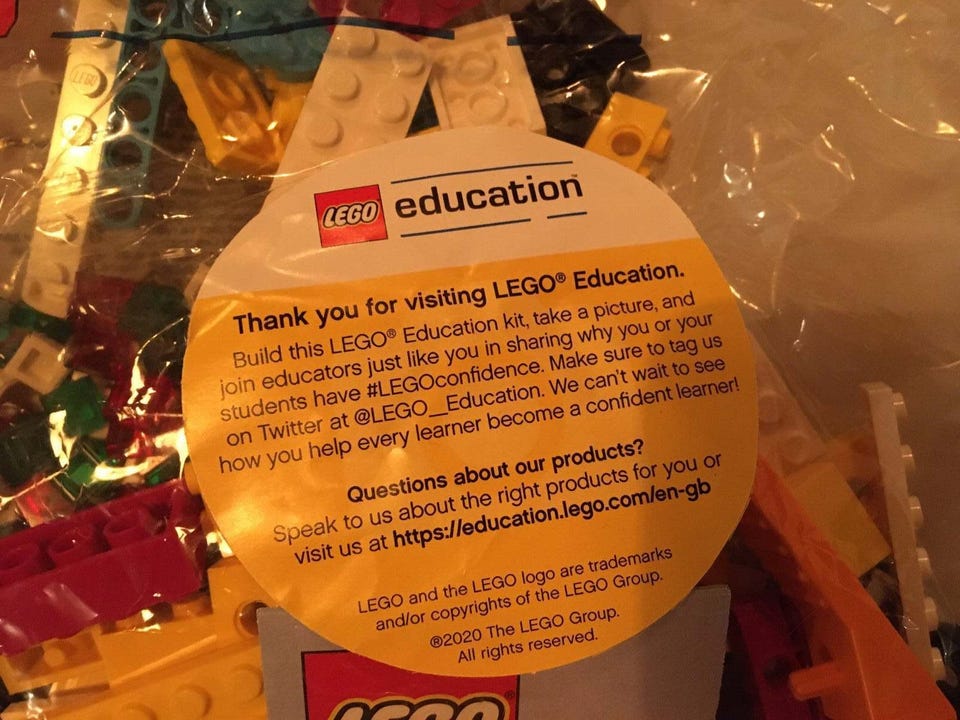 LEGO
LEGO education™
Thank you for visiting LEGO® Education.
Build this LEGO® Education kit, take a picture, and
join educators just like you in sharing why you or your
students have #LEGOconfidence. Make sure to tag us
on Twitter at @LEGO_Education. We can't wait to see
how you help every learner become a confident learner!
Questions about our products?
Speak to us about the right products for you or
visit us at https://education.lego.com/en-gb
LEGO and the LEGO logo are trademarks
and/or copyrights of the LEGO Group.
®2020 The LEGO Group.
All rights reserved.
LEGO